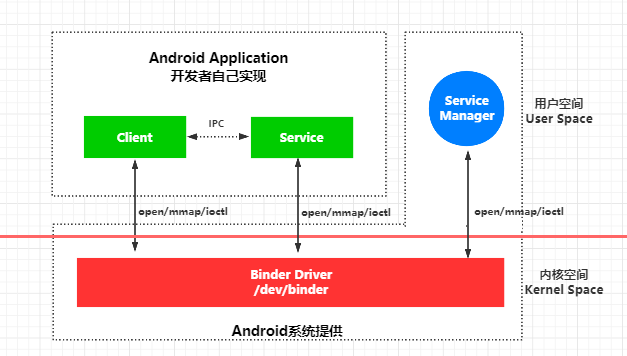 Android Application
开发者自己实现
Client
IPC
Service
Service
Manager
用户空间
User Space
open/mmap/ioctl
open/mmap/ioctl
open/mmap/ioctl
Binder Driver
/dev/binder
内核空间
Kernel Space
Android系统提供